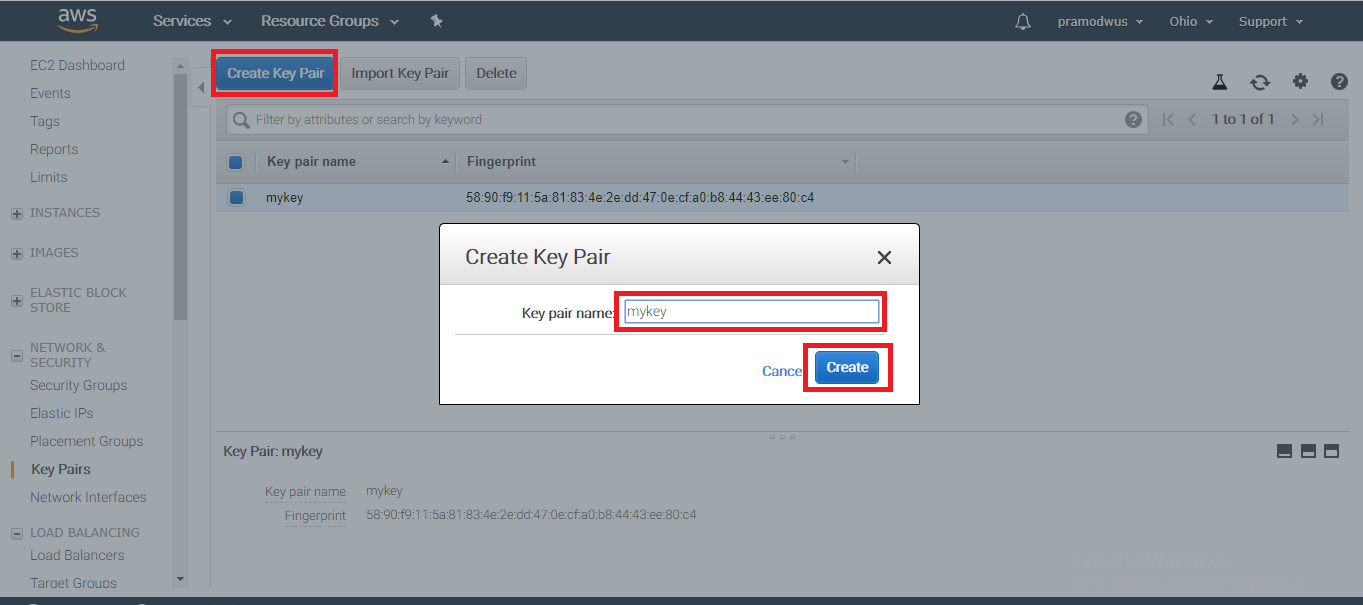 aws Services Resource Groups pramodwus Ohio Support
EC2 Dashboard
Events
Tags
Reports
Limits
INSTANCES
IMAGES
ELASTIC BLOCK
STORE
NETWORK &
SECURITY
Security Groups
Elastic IPs
Placement Groups
Key Pairs
Network Interfaces
LOAD BALANCING
Load Balancers
Target Groups
Create Key Pair Import Key Pair Delete
Filter by attributes or search by keyword ? 1 to 1 of 1 ?
Key pair name Fingerprint
mykey 58:90:f9:11:5a:81:83:4e:2e:dd:47:0e:cf:a0:b8:44:43:ee:80:c4
Create Key Pair
Key pair name: mykey
Cance Create
Key Pair: mykey
Key pair name mykey
Fingerprint 58:90:f9:11:5a:81:83:4e:2e:dd:47:0e:cf:a0:b8:44:43:ee:80:c4